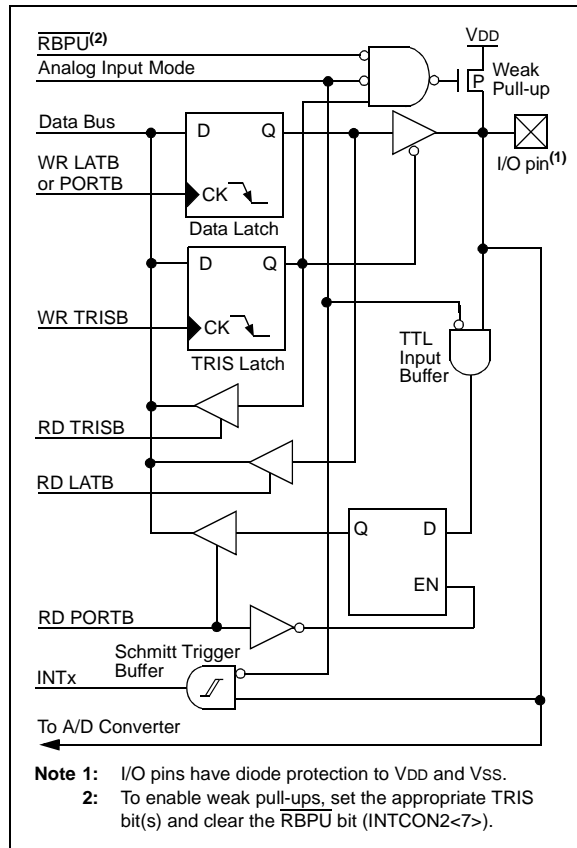 RBPU(2)
Analog Input Mode
VDD
P
Weak
Pull-up
Data Bus
D
Q
I/O pin(1)
WR LATB
or PORTB
CK
Data Latch
D
Q
WR TRISB
CK
TRIS Latch
TTL
Input
Buffer
RD TRISB
RD LATB
Q
D
EN
RD PORTB
Schmitt Trigger
Buffer
INTx
To A/D Converter
Note 1: I/O pins have diode protection to VDD and VSS.
2: To enable weak pull-ups, set the appropriate TRIS
bit(s) and clear the RBPU bit (INTCON2<7>).